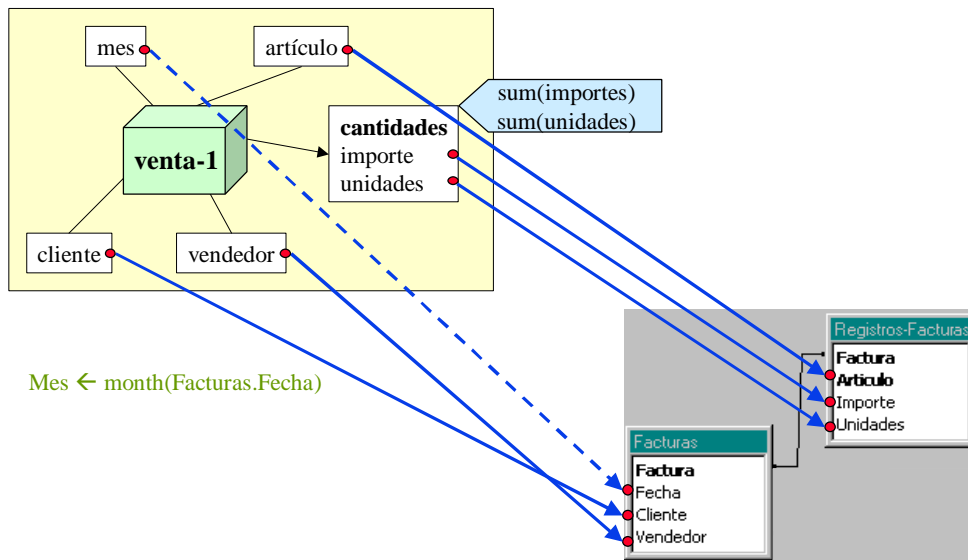 mes
artículo
sum(importes)
sum(unidades)
cantidades
importe
unidades
venta-1
cliente
vendedor
Mes ← month(Facturas.Fecha)
Registros-Facturas
Factura
Artículo
Importe
Unidades
Facturas
Factura
Fecha
Cliente
Vendedor